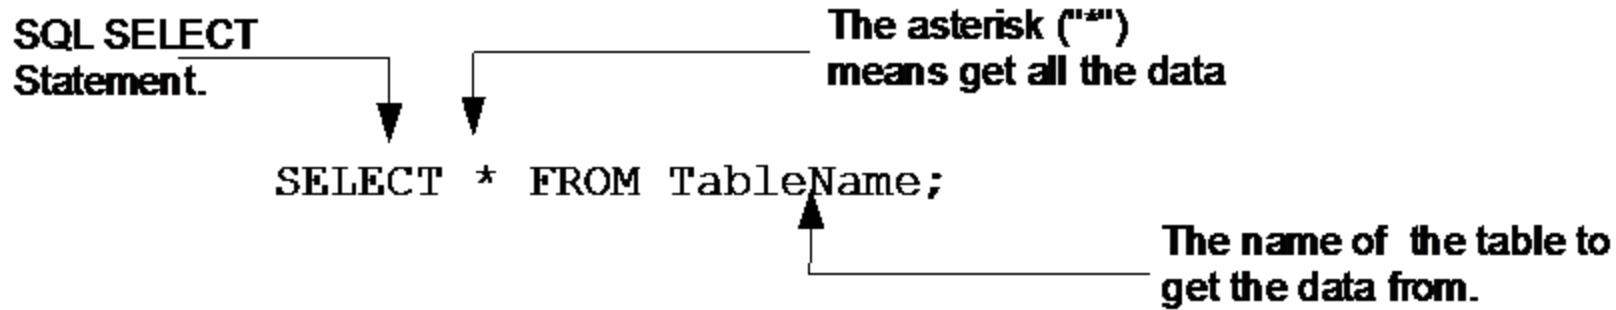 SQL SELECT
Statement.
The asterisk ("*")
means get all the data
SELECT * FROM TableName;
The name of the table to
get the data from.